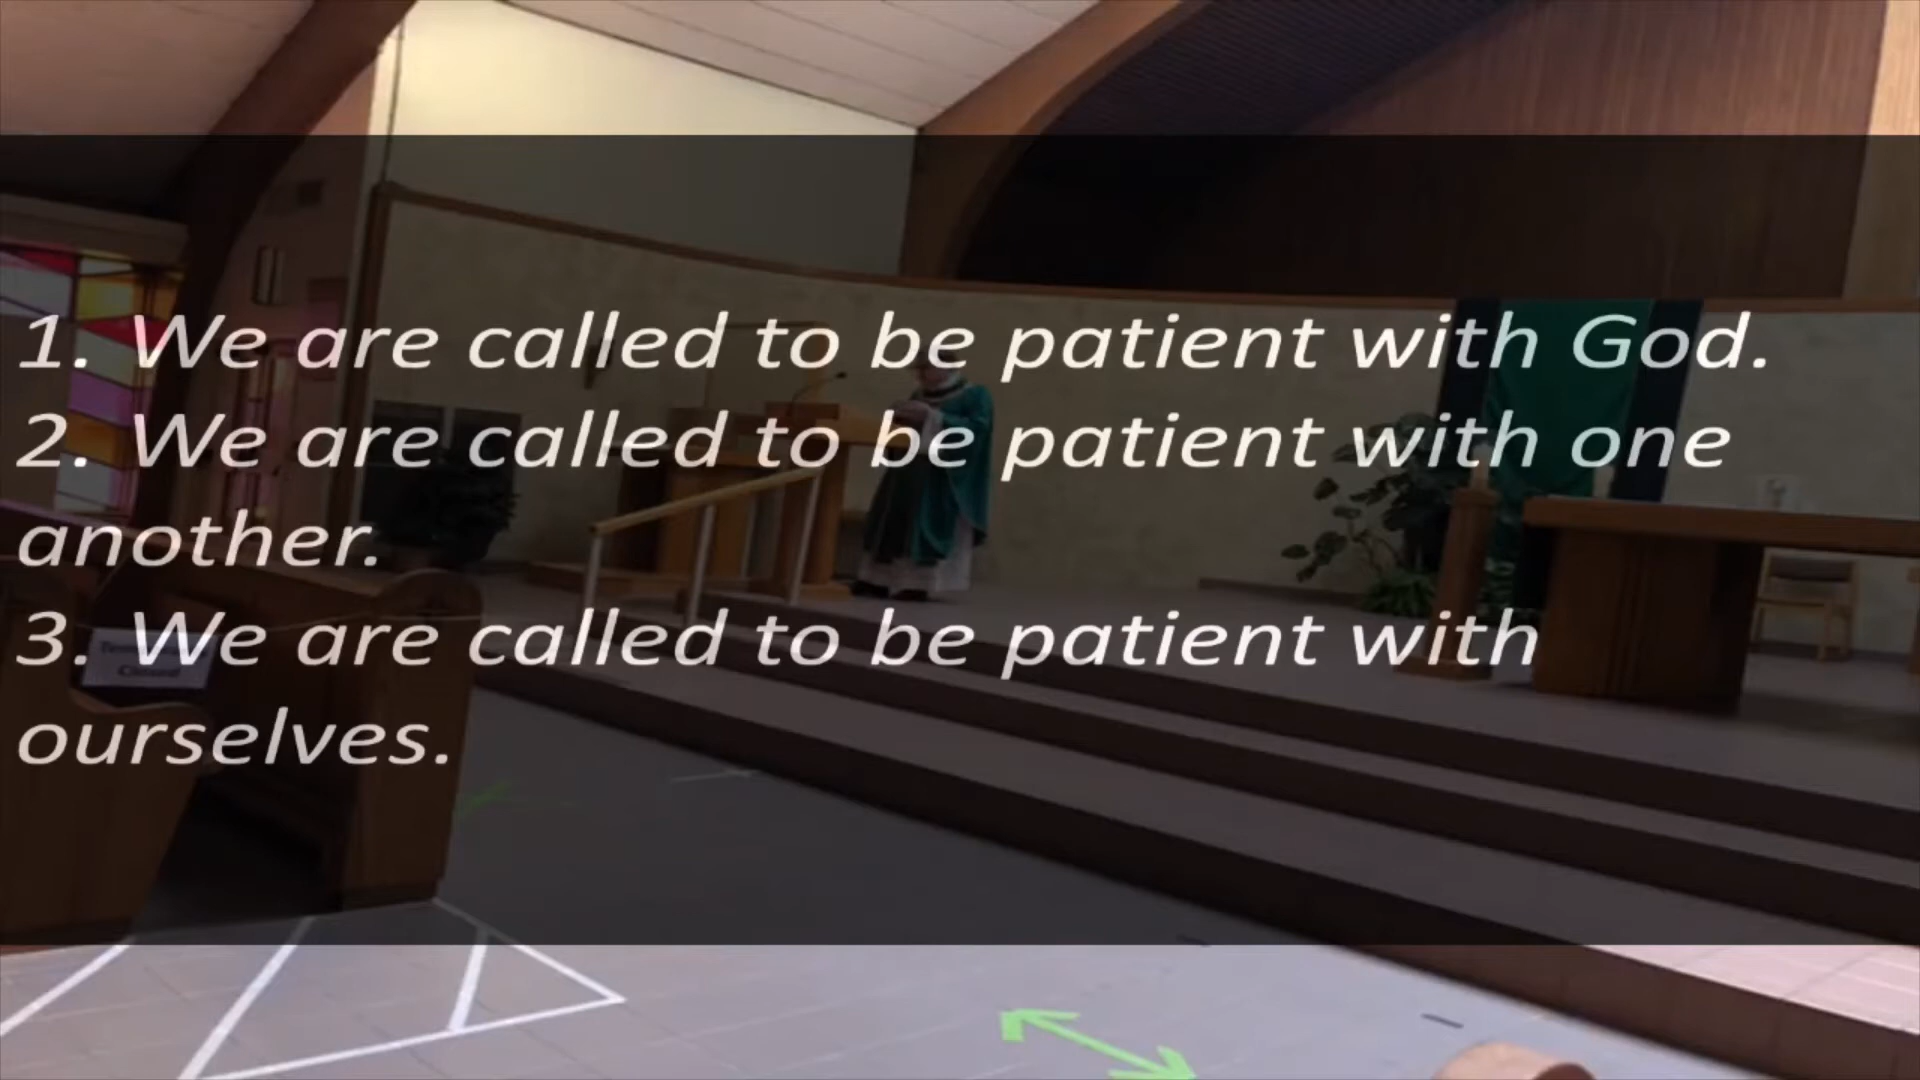 1. We are called to be patient with God.
2. We are called to be patient with one
another.
3. We are called to be patient with
ourselves.
Closed